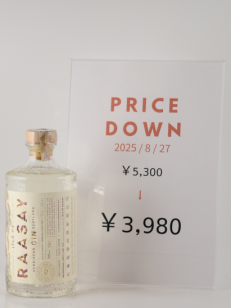 PRICE
DOWN
2025 / 8 / 27
¥5,300
↓
¥3,980
RAASAY
GIN